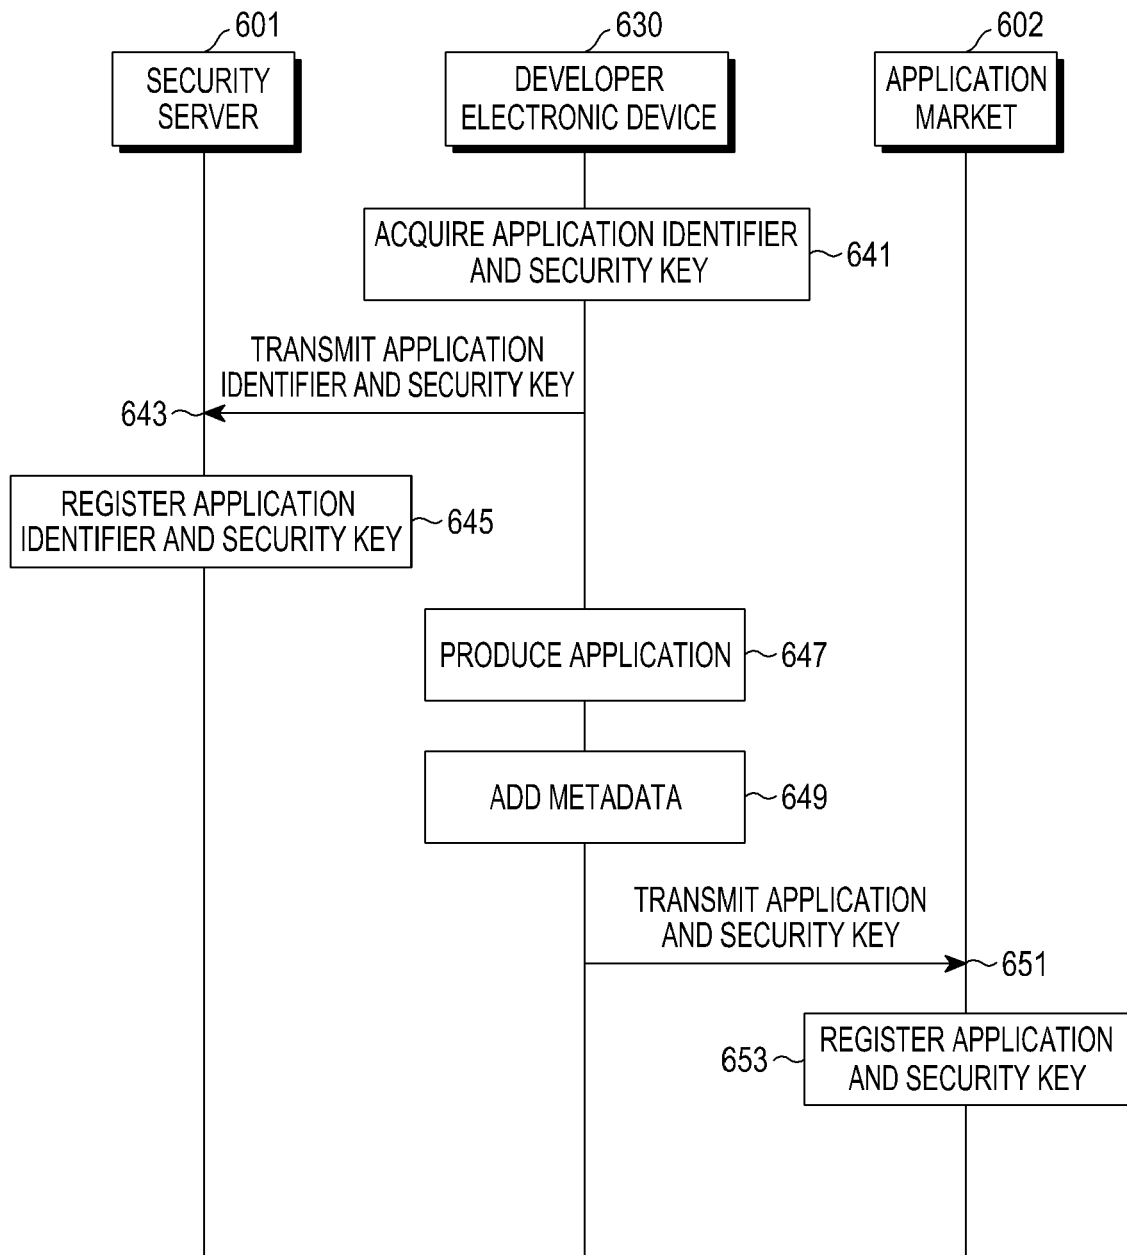 601
630
602
SECURITY
SERVER
DEVELOPER
ELECTRONIC DEVICE
APPLICATION
MARKET
ACQUIRE APPLICATION IDENTIFIER
AND SECURITY KEY
641
TRANSMIT APPLICATION
IDENTIFIER AND SECURITY KEY
643
REGISTER APPLICATION
IDENTIFIER AND SECURITY KEY
645
PRODUCE APPLICATION
647
ADD METADATA
649
TRANSMIT APPLICATION
AND SECURITY KEY
651
653
REGISTER APPLICATION
AND SECURITY KEY